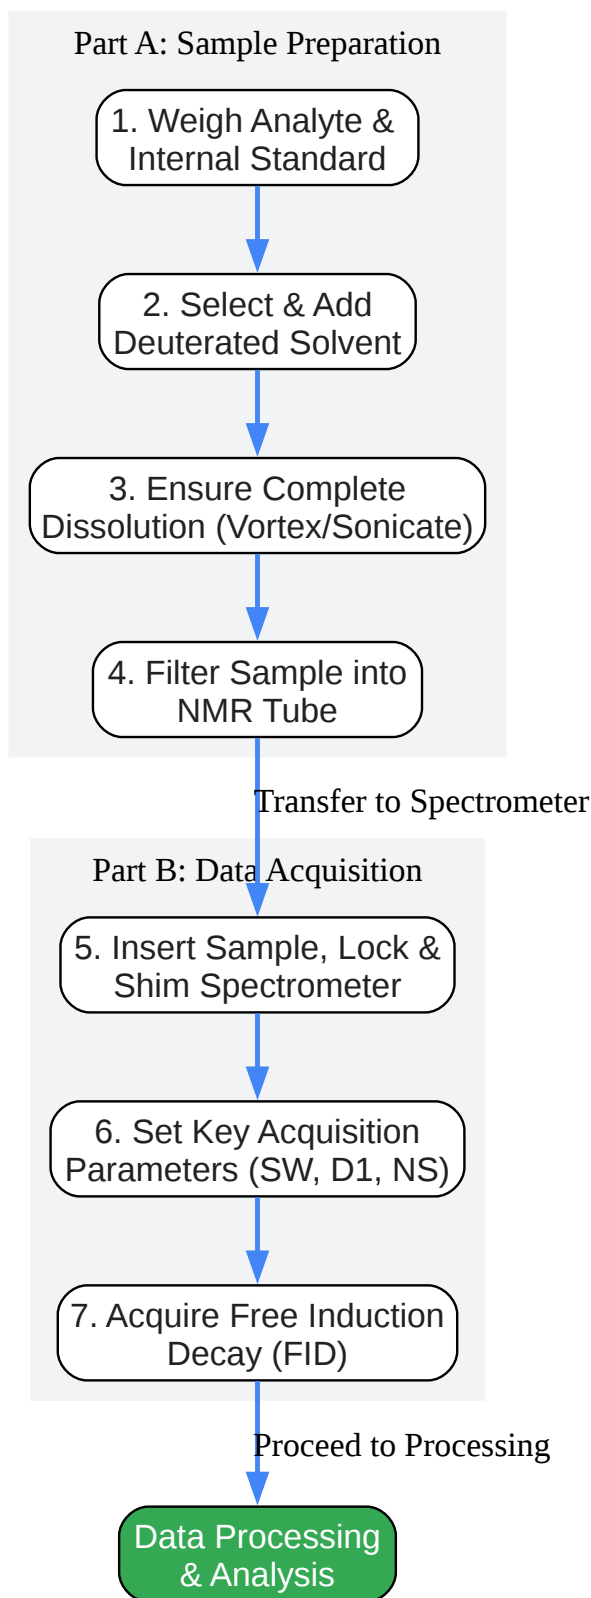 Part A: Sample Preparation
1. Weigh Analyte &
Internal Standard
2. Select & Add
Deuterated Solvent
3. Ensure Complete
Dissolution (Vortex/Sonicate)
4. Filter Sample into
NMR Tube
Transfer to Spectrometer
Part B: Data Acquisition
5. Insert Sample, Lock &
Shim Spectrometer
6. Set Key Acquisition
Parameters (SW, D1, NS)
7. Acquire Free Induction
Decay (FID)
Proceed to Processing
Data Processing
& Analysis